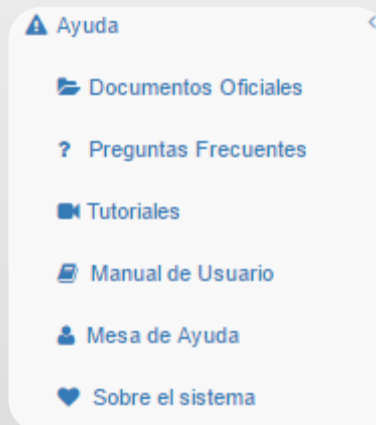 Ayuda
Documentos Oficiales
Preguntas Frecuentes
Tutoriales
Manual de Usuario
Mesa de Ayuda
Sobre el sistema